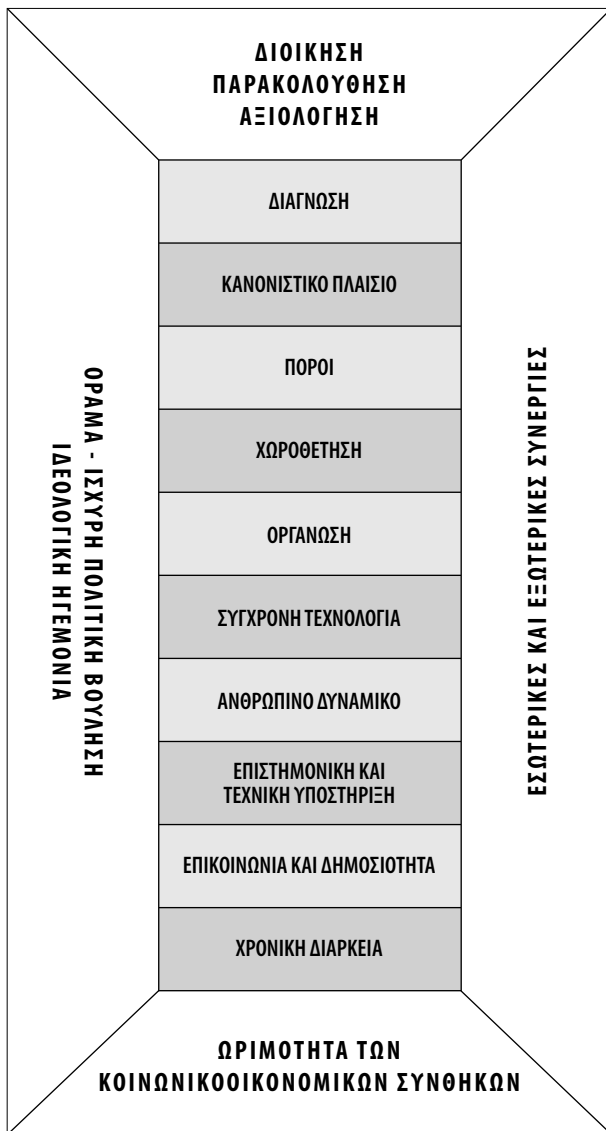 ΔΙΟΙΚΗΣΗ
ΠΑΡΑΚΟΛΟΥΘΗΣΗ
ΑΞΙΟΛΟΓΗΣΗ
ΟΡΑΜΑ - ΙΣΧΥΡΗ ΠΟΛΙΤΙΚΗ ΒΟΥΛΗΣΗ
ΙΔΕΟΛΟΓΙΚΗ ΗΓΕΜΟΝΙΑ
ΔΙΑΓΝΩΣΗ
ΚΑΝΟΝΙΣΤΙΚΟ ΠΛΑΙΣΙΟ
ΠΟΡΟΙ
ΧΩΡΟΘΕΤΗΣΗ
ΟΡΓΑΝΩΣΗ
ΣΥΓΧΡΟΝΗ ΤΕΧΝΟΛΟΓΙΑ
ΑΝΘΡΩΠΙΝΟ ΔΥΝΑΜΙΚΟ
ΕΠΙΣΤΗΜΟΝΙΚΗ ΚΑΙ
ΤΕΧΝΙΚΗ ΥΠΟΣΤΗΡΙΞΗ
ΕΠΙΚΟΙΝΩΝΙΑ ΚΑΙ ΔΗΜΟΣΙΟΤΗΤΑ
ΧΡΟΝΙΚΗ ΔΙΑΡΚΕΙΑ
ΕΣΩΤΕΡΙΚΕΣ ΚΑΙ ΕΞΩΤΕΡΙΚΕΣ ΣΥΝΕΡΓΙΕΣ
ΩΡΙΜΟΤΗΤΑ ΤΩΝ
ΚΟΙΝΩΝΙΚΟΟΙΚΟΝΟΜΙΚΩΝ ΣΥΝΘΗΚΩΝ